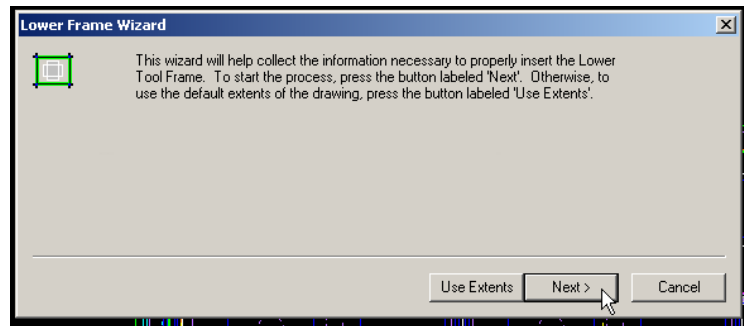 Lower Frame Wizard
This wizard will help collect the information necessary to properly insert the Lower
Tool Frame. To start the process, press the button labeled 'Next'. Otherwise, to
use the default extents of the drawing, press the button labeled 'Use Extents'.
Use Extents Next > Cancel